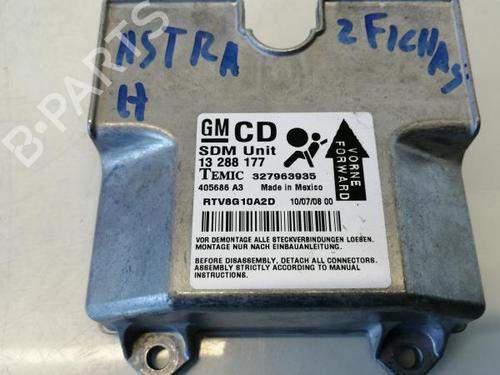 ASTRA
H
2 FICHAS
B-PARTS
GM CD
SDM Unit
13 288 177
TEMIC 327963935
405686 A3 Made in Mexico
RTV8G10A2D 10/07/08 00
VORNE
FORWARD
VOR DEMONTAGE ALLE STECKVERBINDUNGEN LOESEN.
MONTAGE NUR NACH EINBAUANLEITUNG.
BEFORE DISASSEMBLY, DETACH ALL CONNECTORS.
ASSEMBLY STRICTLY ACCORDING TO MANUAL
INSTRUCTIONS.